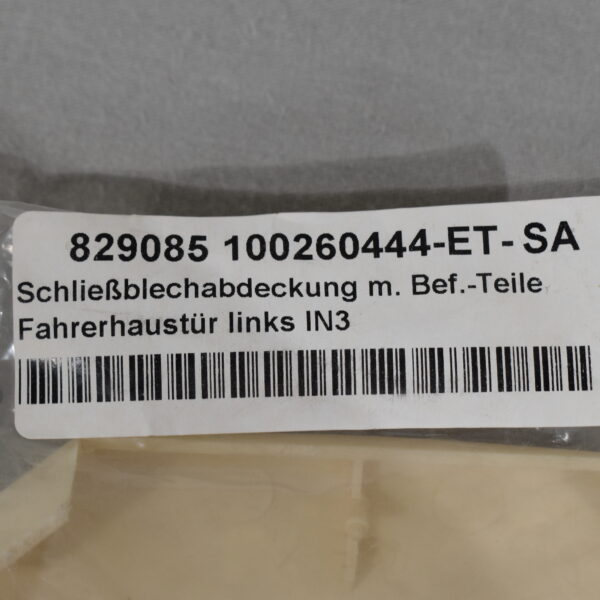 829085 100260444-ET- SA
Schließblechabdeckung m. Bef.-Teile
Fahrerhaustür links IN3